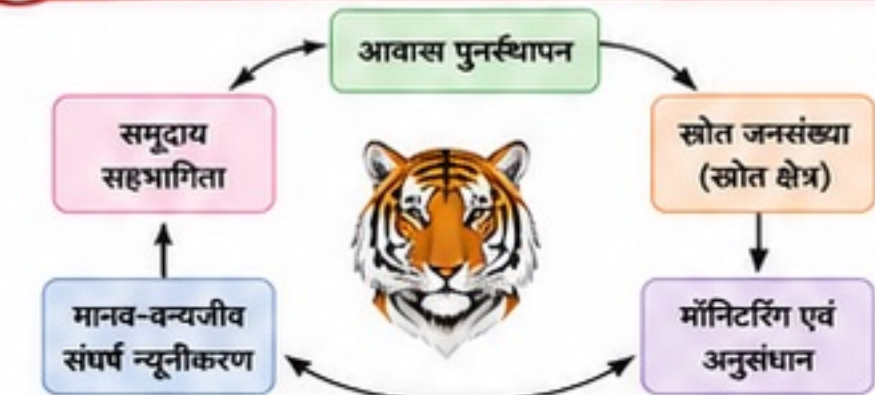 आवास पुनर्स्थापन
समूदाय
सहभागिता
स्रोत जनसंख्या
(स्रोत क्षेत्र)
मानव-वन्यजीव
संघर्ष न्यूनीकरण
मॉनिटरिंग एवं
अनुसंधान